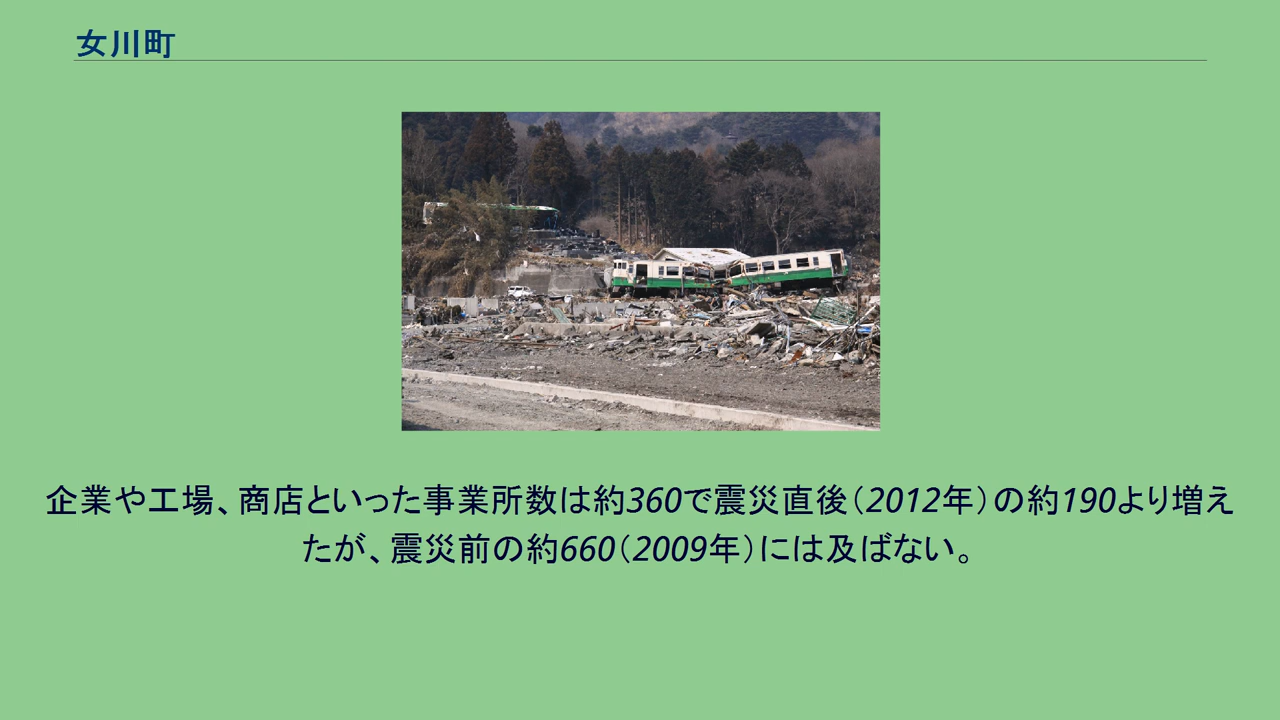 女川町
企業や工場、商店といった事業所数は約360で震災直後（2012年）の約190より増え
たが、震災前の約660（2009年）には及ばない。